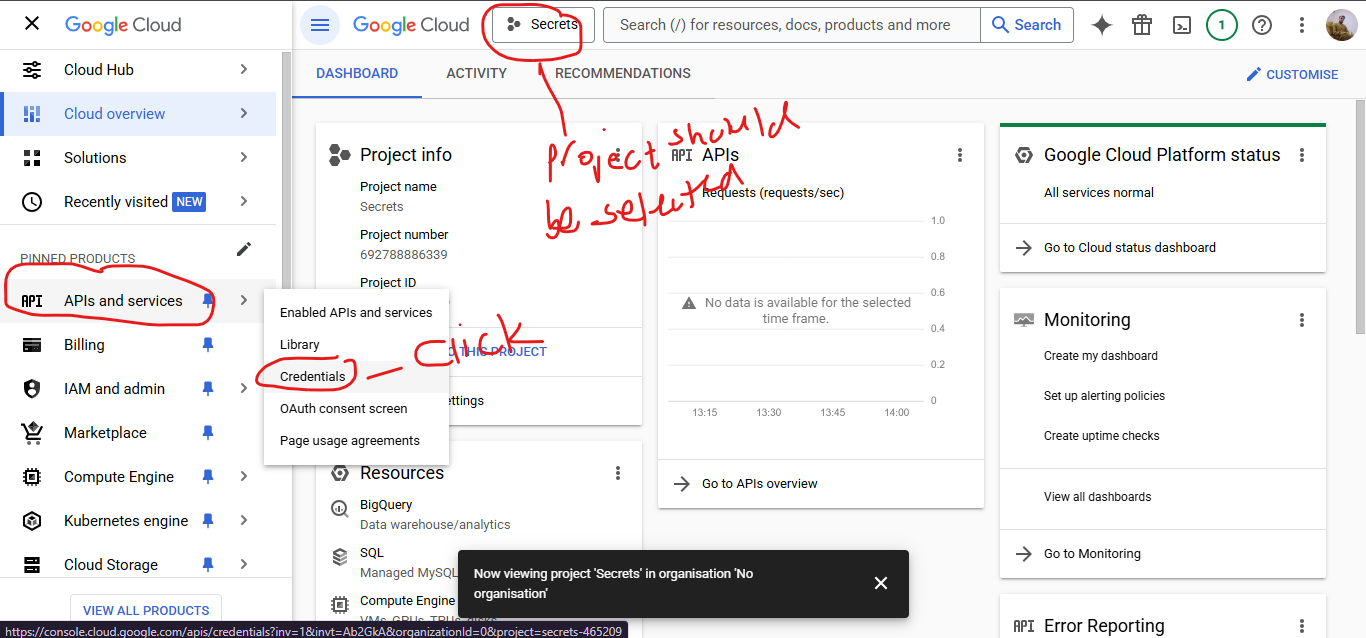 Google Cloud
Google Cloud
Secrets
Search (/) for resources, docs, products and more
Search
1
Cloud Hub
Cloud overview
Solutions
Recently visited NEW
PINNED PRODUCTS
API APIs and services
Billing
IAM and admin
Marketplace
Compute Engine
Kubernetes engine
Cloud Storage
VIEW ALL PRODUCTS
Enabled APIs and services
Library
Credentials
OAuth consent screen
Page usage agreements
click
DASHBOARD
ACTIVITY
RECOMMENDATIONS
CUSTOMISE
project should
be selected
Project info
Project name
Secrets
Project number
692788886339
Project ID
THIS PROJECT
ettings
Resources
BigQuery
Data warehouse/analytics
SQL
Managed MySQL
Compute Engine
VMs, GPUs, TPUs, disks
API APIs
Requests (requests/sec)
1.0
0.8
0.6
0.4
0.2
0
No data is available for the selected
time frame.
13:15 13:30 13:45 14:00
Go to APIs overview
Google Cloud Platform status
All services normal
Go to Cloud status dashboard
Monitoring
Create my dashboard
Set up alerting policies
Create uptime checks
View all dashboards
Go to Monitoring
API Error Reporting
Now viewing project 'Secrets' in organisation 'No
organisation'
https://console.cloud.google.com/apis/credentials?inv=1&invt=Ab2GkA&organizationId=0&project=secrets-465209